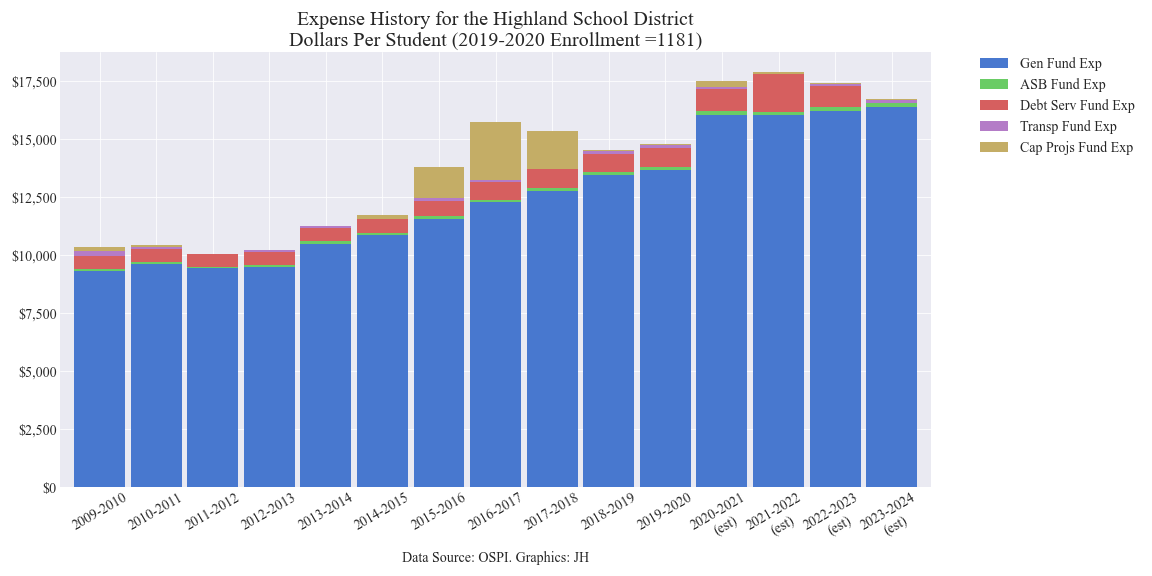 Expense History for the Highland School District
Dollars Per Student (2019-2020 Enrollment =1181)
Gen Fund Exp
ASB Fund Exp
Debt Serv Fund Exp
Transp Fund Exp
Cap Projs Fund Exp
$17,500
$15,000
$12,500
$10,000
$7,500
$5,000
$2,500
$0
2009-2010
2010-2011
2011-2012
2012-2013
2013-2014
2014-2015
2015-2016
2016-2017
2017-2018
2018-2019
2019-2020
2020-2021
(est)
2021-2022
(est)
2022-2023
(est)
2023-2024
(est)
Data Source: OSPI. Graphics: JH